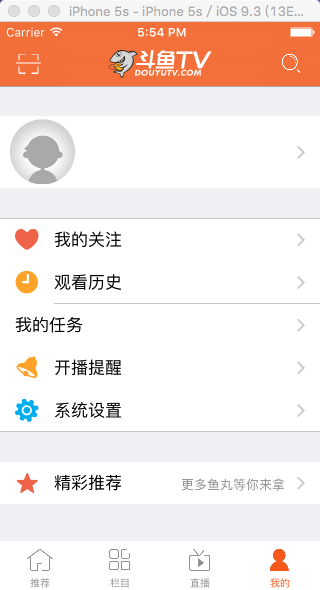 iPhone 5s - iPhone 5s / iOS 9.3 (13E...
Carrier 5:54 PM
斗鱼TV
DOUYUTV.COM
我的关注
观看历史
我的任务
开播提醒
系统设置
精彩推荐 更多鱼丸等你来拿
推荐 栏目 直播 我的